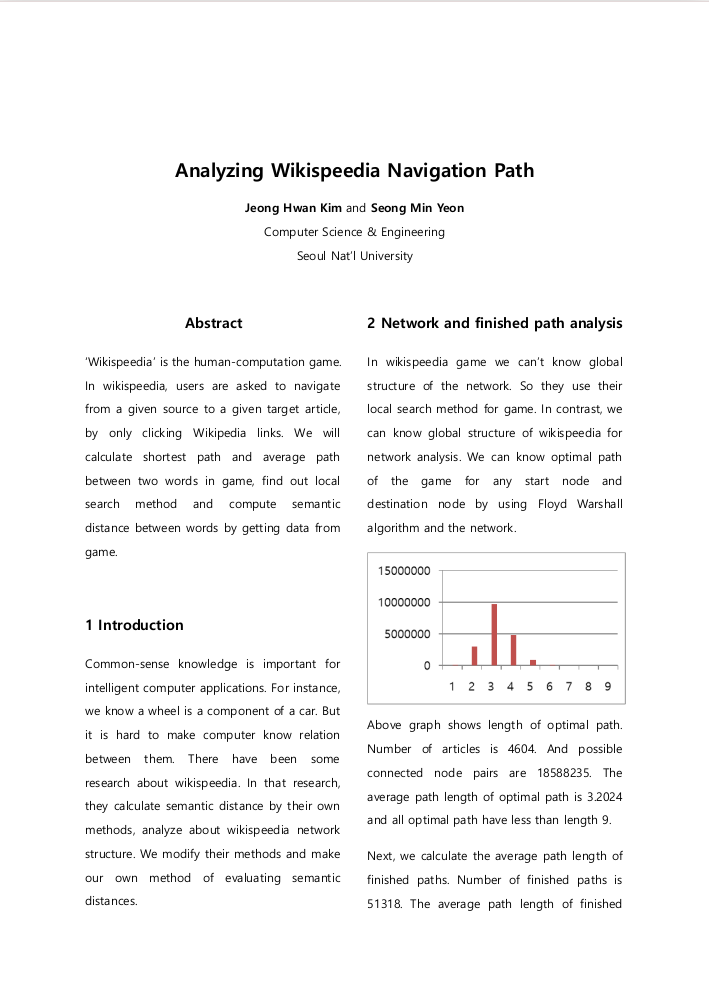 Analyzing Wikispeedia Navigation Path
Jeong Hwan Kim and Seong Min Yeon
Computer Science & Engineering
Seoul Nat'l University
Abstract
'Wikispeedia' is the human-computation game.
In wikispeedia, users are asked to navigate
from a given source to a given target article,
by only clicking Wikipedia links. We will
calculate shortest path and average path
between two words in game, find out local
search method and compute semantic
distance between words by getting data from
game.
1 Introduction
Common-sense knowledge is important for
intelligent computer applications. For instance,
we know a wheel is a component of a car. But
it is hard to make computer know relation
between them. There have been some
research about wikispeedia. In that research,
they calculate semantic distance by their own
methods, analyze about wikispeedia network
structure. We modify their methods and make
our own method of evaluating semantic
distances.
2 Network and finished path analysis
In wikispeedia game we can't know global
structure of the network. So they use their
local search method for game. In contrast, we
can know global structure of wikispeedia for
network analysis. We can know optimal path
of the game for any start node and
destination node by using Floyd Warshall
algorithm and the network.
15000000
10000000
5000000
0
1 2 3 4 5 6 7 8 9
Above graph shows length of optimal path.
Number of articles is 4604. And possible
connected node pairs are 18588235. The
average path length of optimal path is 3.2024
and all optimal path have less than length 9.
Next, we calculate the average path length of
finished paths. Number of finished paths is
51318. The average path length of finished